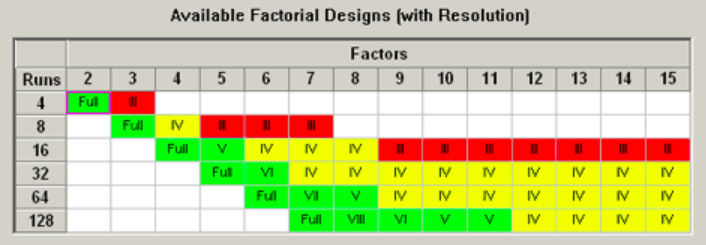 Available Factorial Designs (with Resolution)
Factors
Runs 2 3 4 5 6 7 8 9 10 11 12 13 14 15
4 Full III
8 Full IV III III III
16 Full V IV IV IV III III III III III III III
32 Full VI IV IV IV IV IV IV IV IV IV
64 Full VII V IV IV IV IV IV IV IV
128 Full VIII VI V V IV IV IV IV